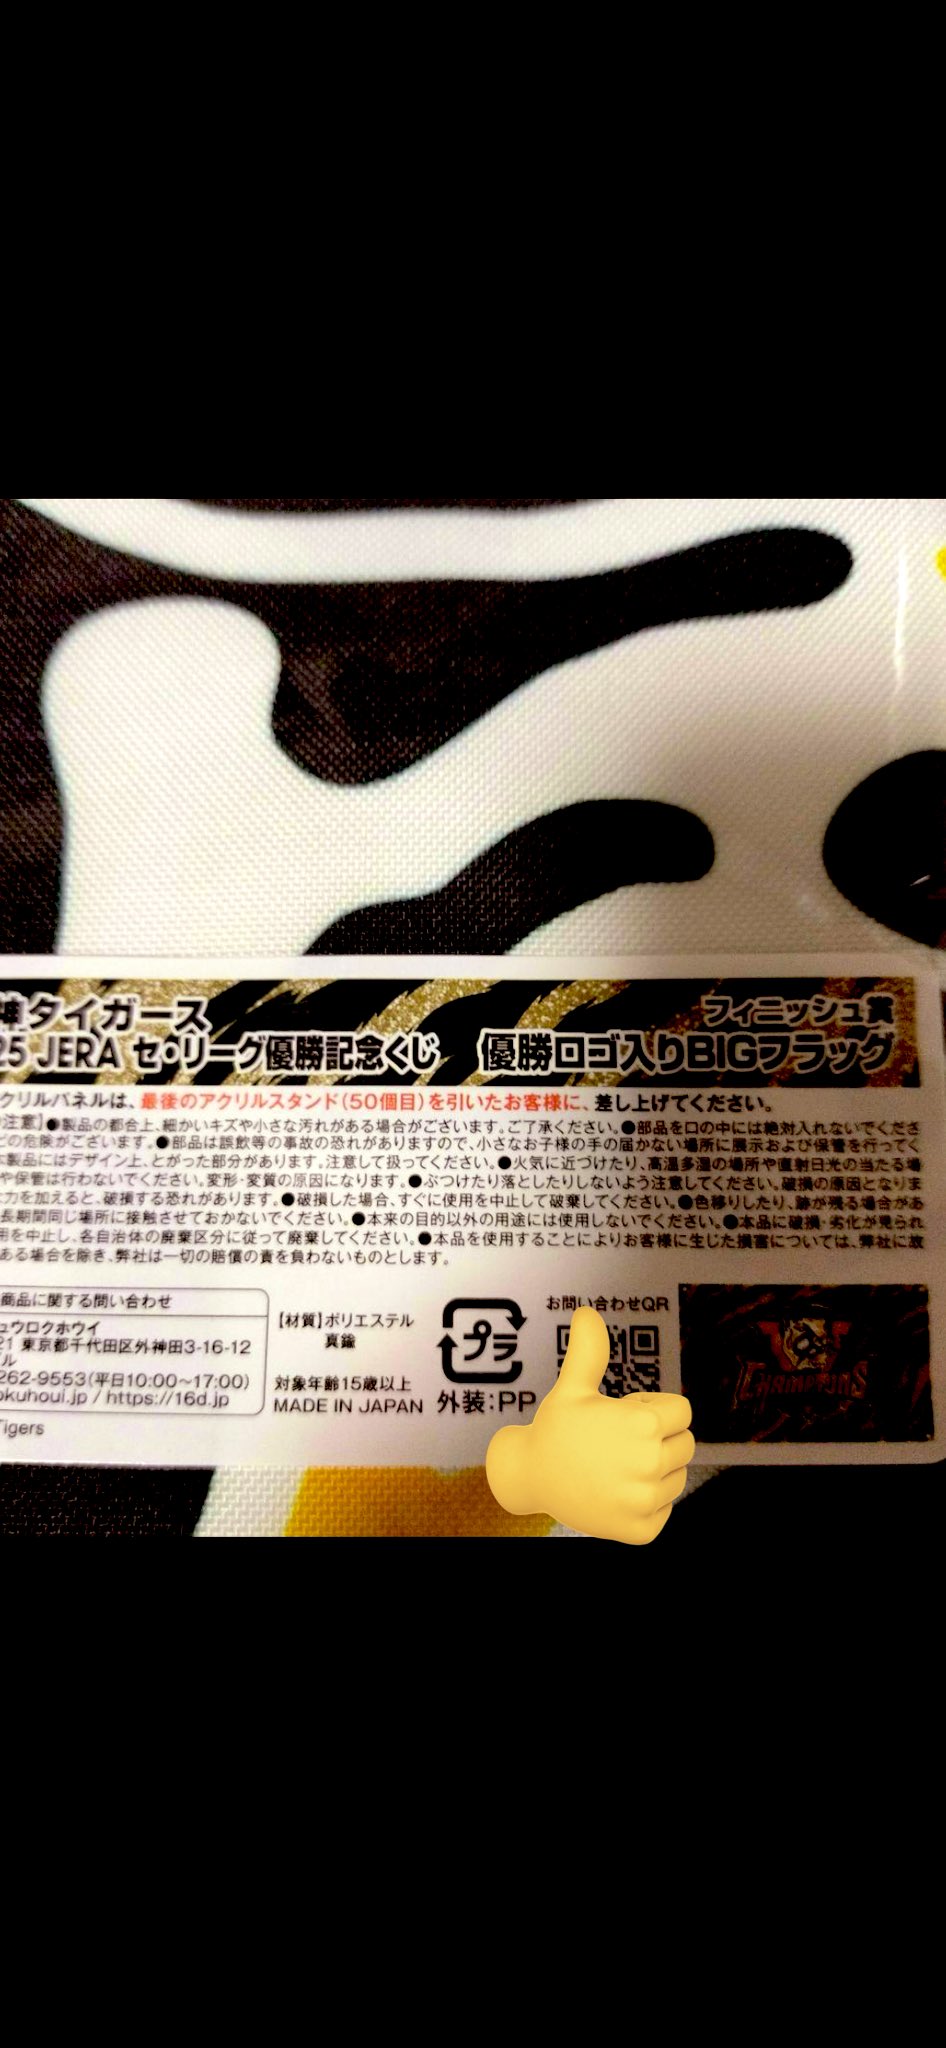 タイガース
フィニッシュ賞
25 JERA セ・リーグ優勝記念くじ 優勝ロゴ入りBIGフラッグ
クリルパネルは、最後のアクリルスタンド（50個目）を引いたお客様に、差し上げてください。
注意】●製品の都合上、細かいキズや小さな汚れがある場合がございます。ご了承ください。●部品を口の中には絶対入れないでくださ
どの危険がございます。●部品は誤飲等の事故の恐れがありますので、小さなお子様の手の届かない場所に展示および保管を行ってく
製品にはデザイン上、とがった部分があります。注意して扱ってください。●火気に近づけたり、高温多湿の場所や直射日光の当たる場
や保管は行わないでください。変形・変質の原因になります。●ぶつけたり落としたりしないよう注意してください。破損の原因となりま
力を加えると、破損する恐れがあります。●破損した場合、すぐに使用を中止して破棄してください。●色移りしたり、跡が残る場合があ
長期間同じ場所に接触させておかないでください。●本来の目的以外の用途には使用しないでください。●本品に破損・劣化が見られ
用を中止し、各自治体の廃棄区分に従って廃棄してください。●本品を使用することによりお客様に生じた損害については、弊社に故
ある場合を除き、弊社は一切の賠償の責を負わないものとします。
商品に関する問い合わせ
ュウロクホウイ
21 東京都千代田区外神田3-16-12
ル
262-9553（平日10:00〜17:00）
okuhoui.jp / https://16d.jp
Tigers
【材質】ポリエステル
真鍮
対象年齢15歳以上
MADE IN JAPAN
プラ
外装：PP
お問い合わせQR
CHAMPIONS